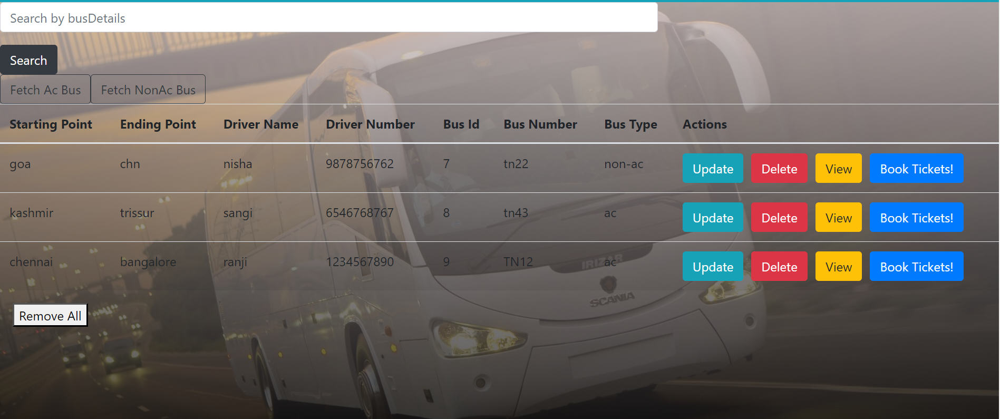 Search by busDetails
Search
Fetch Ac Bus Fetch NonAc Bus
Starting Point Ending Point Driver Name Driver Number Bus Id Bus Number Bus Type Actions
goa chn nisha 9878756762 7 tn22 non-ac Update Delete View Book Tickets!
kashmir trissur sangi 6546768767 8 tn43 ac Update Delete View Book Tickets!
chennai bangalore ranji 1234567890 9 TN12 ac Update Delete View Book Tickets!
IRIZAR
SCANIA
Remove All